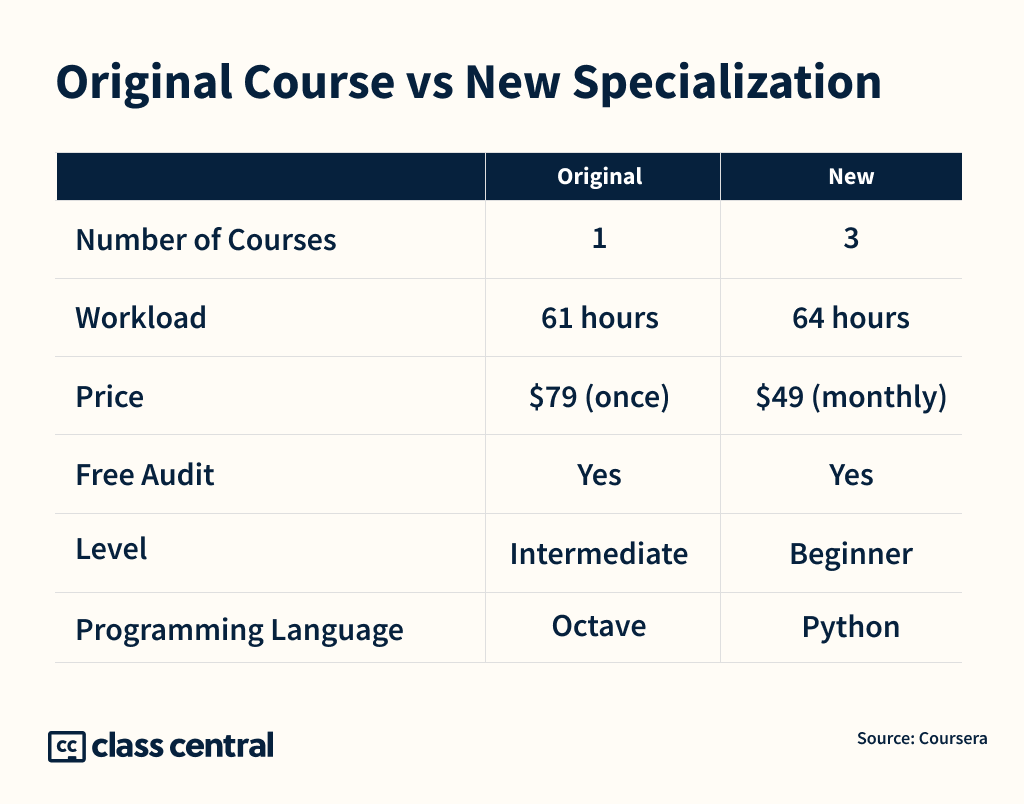 Original Course vs New Specialization
Original New
Number of Courses 1 3
Workload 61 hours 64 hours
Price $79 (once) $49 (monthly)
Free Audit Yes Yes
Level Intermediate Beginner
Programming Language Octave Python
cc class central
Source: Coursera